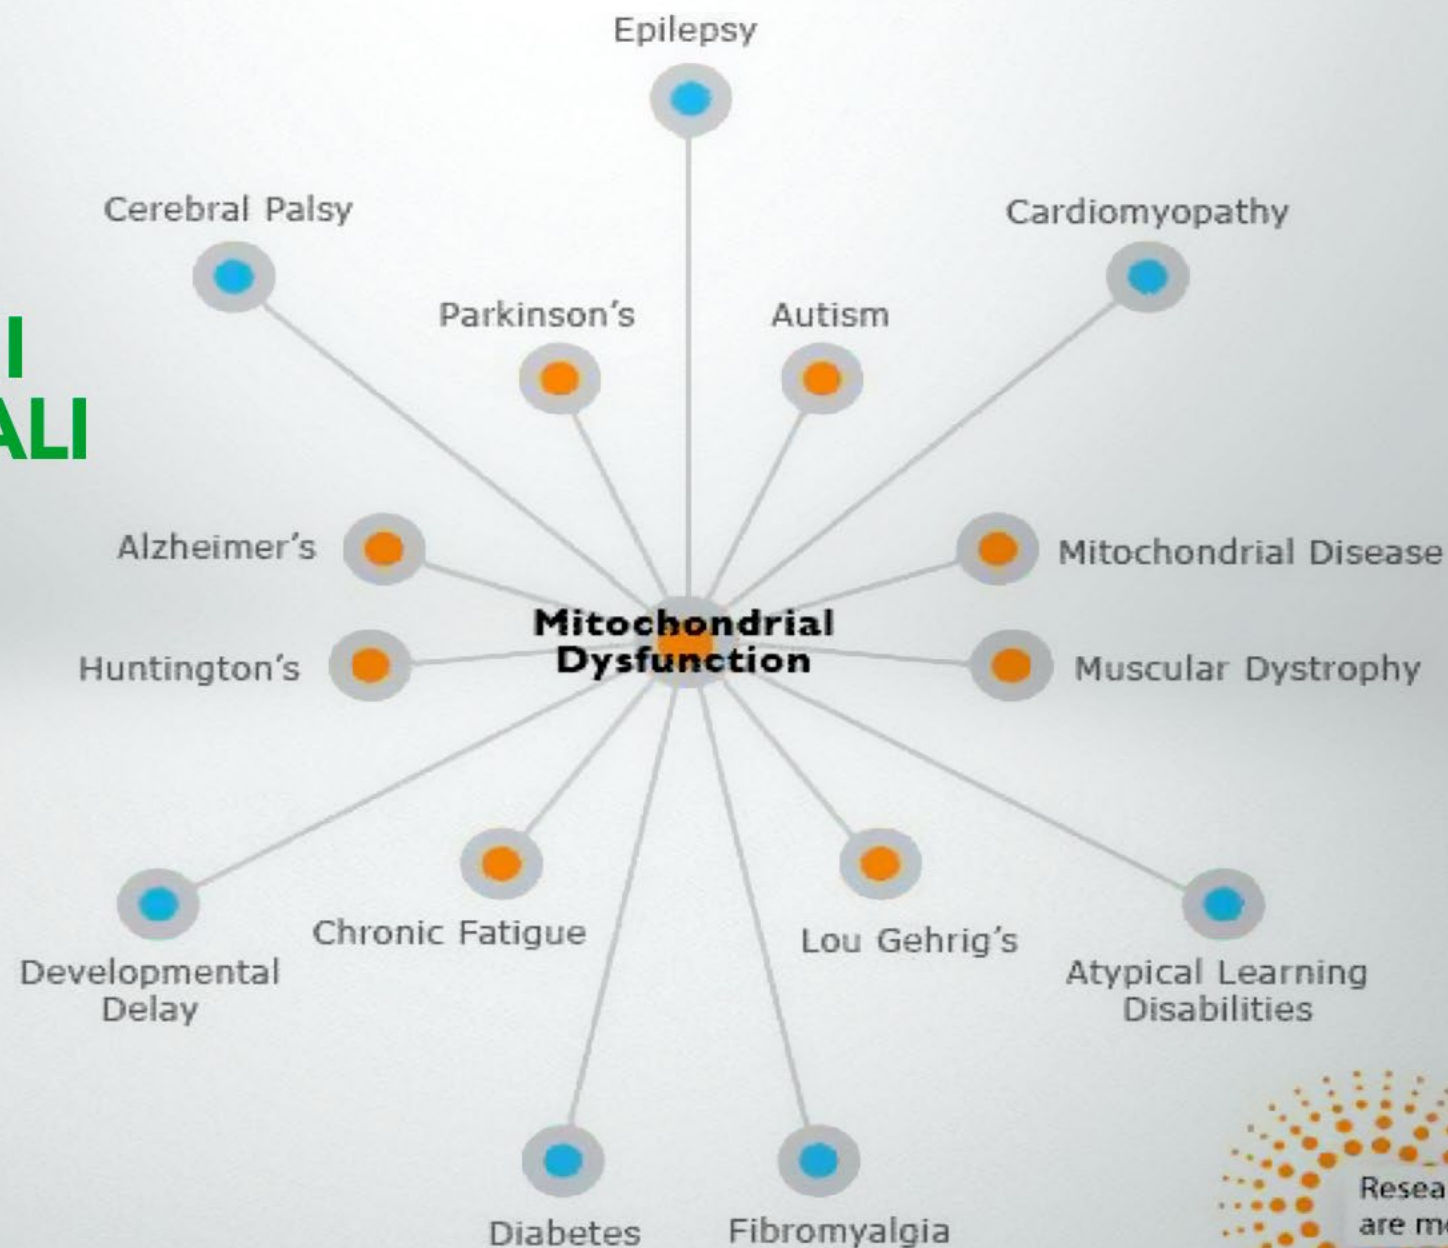 Epilepsy
Cerebral Palsy
Cardiomyopathy
Parkinson's
Autism
Alzheimer's
Mitochondrial Disease
Mitochondrial
Dysfunction
Huntington's
Muscular Dystrophy
Chronic Fatigue
Lou Gehrig's
Developmental
Delay
Atypical Learning
Disabilities
Diabetes
Fibromyalgia
are